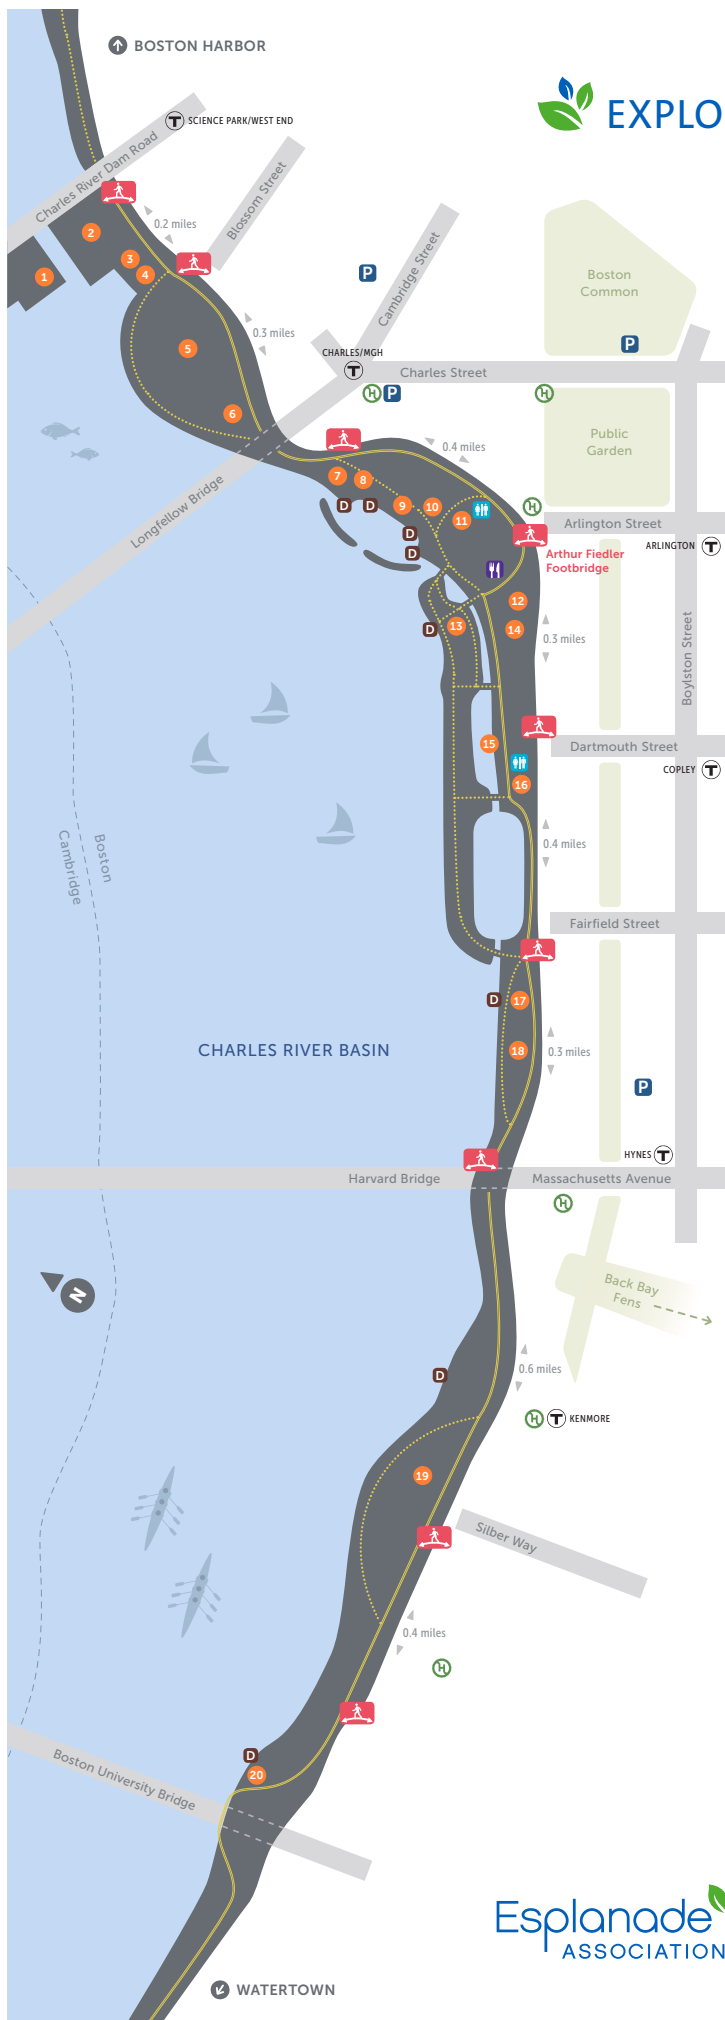 BOSTON HARBOR
EXPLO
T SCIENCE PARK/WEST END
Charles River Dam Road
Blossom Street
0.2 miles
2
3
4
1
P
Cambridge Street
Boston
Common
0.3 miles
P
5
CHARLES/MGH
T
Charles Street
H P
H
6
Public
Garden
0.4 miles
Longfellow Bridge
7
8
D
D
9
10
11
H
Arlington Street
D
D
ARLINGTON T
Arthur Fiedler
Footbridge
12
13
D
14
0.3 miles
Boylston Street
15
Dartmouth Street
COPLEY T
16
Boston
Cambridge
0.4 miles
Fairfield Street
D
17
CHARLES RIVER BASIN
18
0.3 miles
P
HYNES T
Harvard Bridge
Massachusetts Avenue
H
N
Back Bay
Fens
D
0.6 miles
H T KENMORE
19
Silber Way
0.4 miles
H
D
20
Boston University Bridge
Esplanade
ASSOCIATION
WATERTOWN